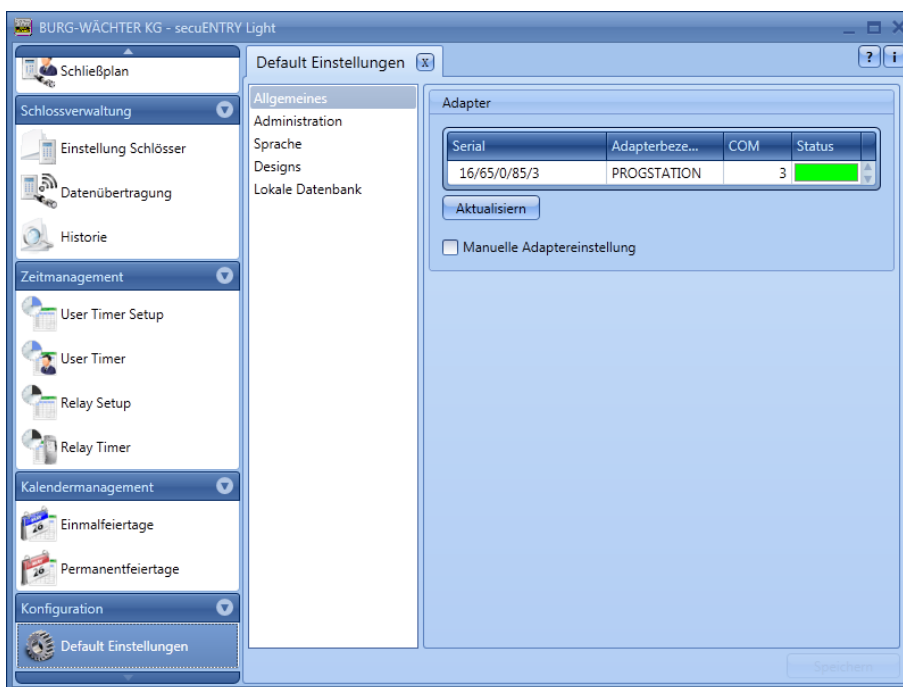 BURG-WÄCHTER KG - secuENTRY Light
Schließplan
Schlossverwaltung
Einstellung Schlösser
Datenübertragung
Historie
Zeitmanagement
User Timer Setup
User Timer
Relay Setup
Relay Timer
Kalendermanagement
20
Einmalfeiertage
20
Permanentfeiertage
Konfiguration
Default Einstellungen
Default Einstellungen x
? i
Allgemeines
Administration
Sprache
Designs
Lokale Datenbank
Adapter
Serial Adapterbeze... COM Status
16/65/0/85/3 PROGSTATION 3
Aktualisiern
Manuelle Adaptereinstellung
Speichern